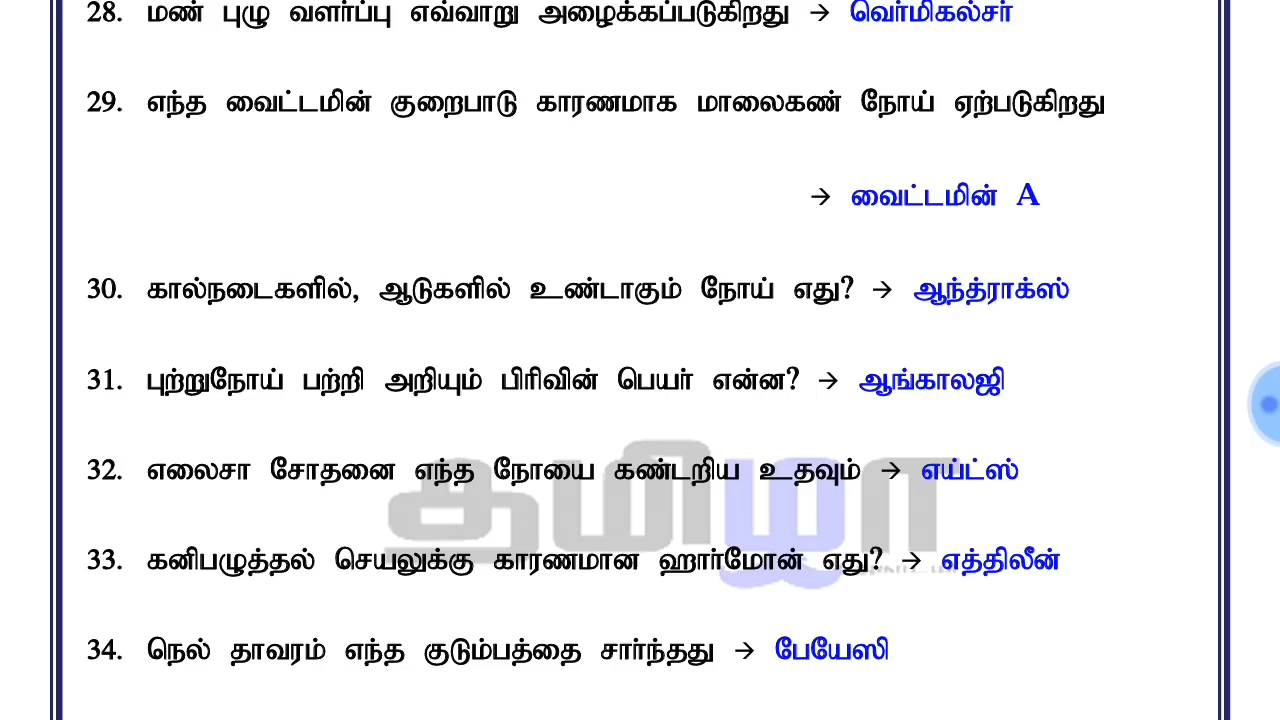 28. மண் புழு வளர்ப்பு எவ்வாறு அழைக்கப்படுகிறது → வெர்மிகல்சர்
29. எந்த வைட்டமின் குறைபாடு காரணமாக மாலைகண் நோய் ஏற்படுகிறது
→ வைட்டமின் A
30. கால்நடைகளில், ஆடுகளில் உண்டாகும் நோய் எது? → ஆந்த்ராக்ஸ்
31. புற்றுநோய் பற்றி அறியும் பிரிவின் பெயர் என்ன? → ஆங்காலஜி
32. எலைசா சோதனை எந்த நோயை கண்டறிய உதவும் → எய்ட்ஸ்
தமிழா
33. கனிபழுத்தல் செயலுக்கு காரணமான ஹார்மோன் எது? → எத்திலீன்
34. நெல் தாவரம் எந்த குடும்பத்தை சார்ந்தது → பேயேஸி